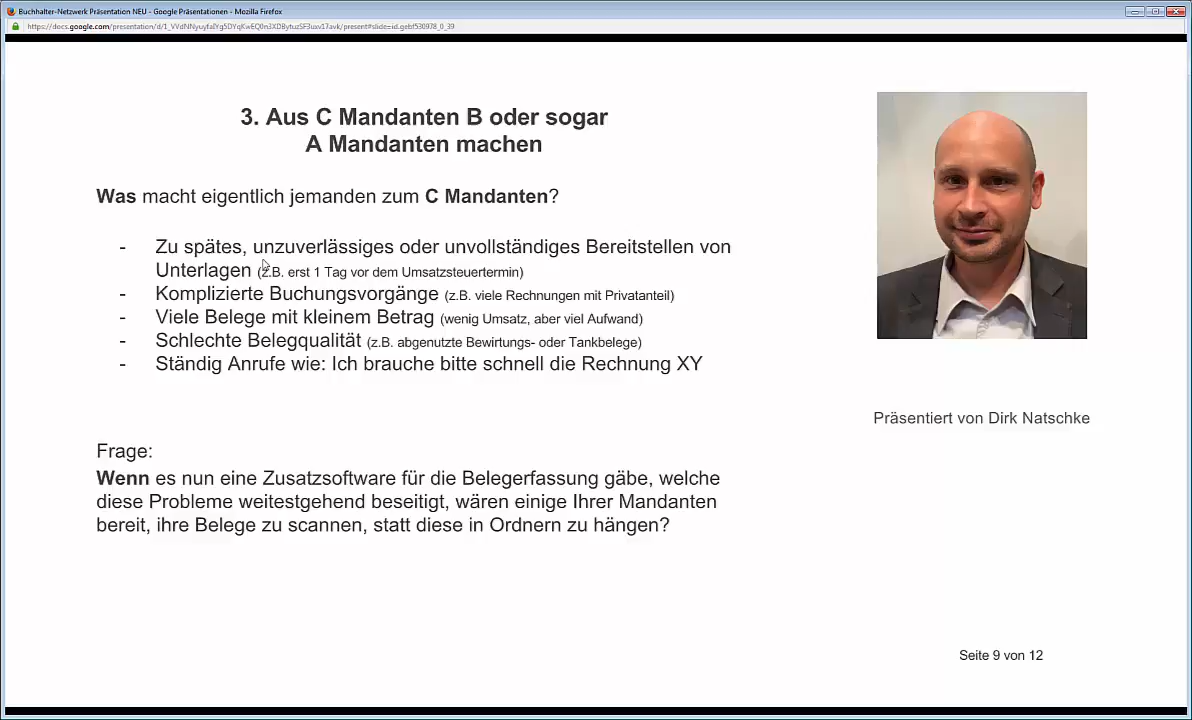 Buchhalter-Netzwerk Präsentation NEU - Google Präsentationen - Mozilla Firefox
3. Aus C Mandanten B oder sogar
A Mandanten machen
Was macht eigentlich jemanden zum C Mandanten?
- Zu spätes, unzuverlässiges oder unvollständiges Bereitstellen von
Unterlagen (z.B. erst 1 Tag vor dem Umsatzsteuertermin)
- Komplizierte Buchungsvorgänge (z.B. viele Rechnungen mit Privatanteil)
- Viele Belege mit kleinem Betrag (wenig Umsatz, aber viel Aufwand)
- Schlechte Belegqualität (z.B. abgenutzte Bewirtungs- oder Tankbelege)
- Ständig Anrufe wie: Ich brauche bitte schnell die Rechnung XY
Präsentiert von Dirk Natschke
Frage:
Wenn es nun eine Zusatzsoftware für die Belegerfassung gäbe, welche
diese Probleme weitestgehend beseitigt, wären einige Ihrer Mandanten
bereit, ihre Belege zu scannen, statt diese in Ordnern zu hängen?
Seite 9 von 12